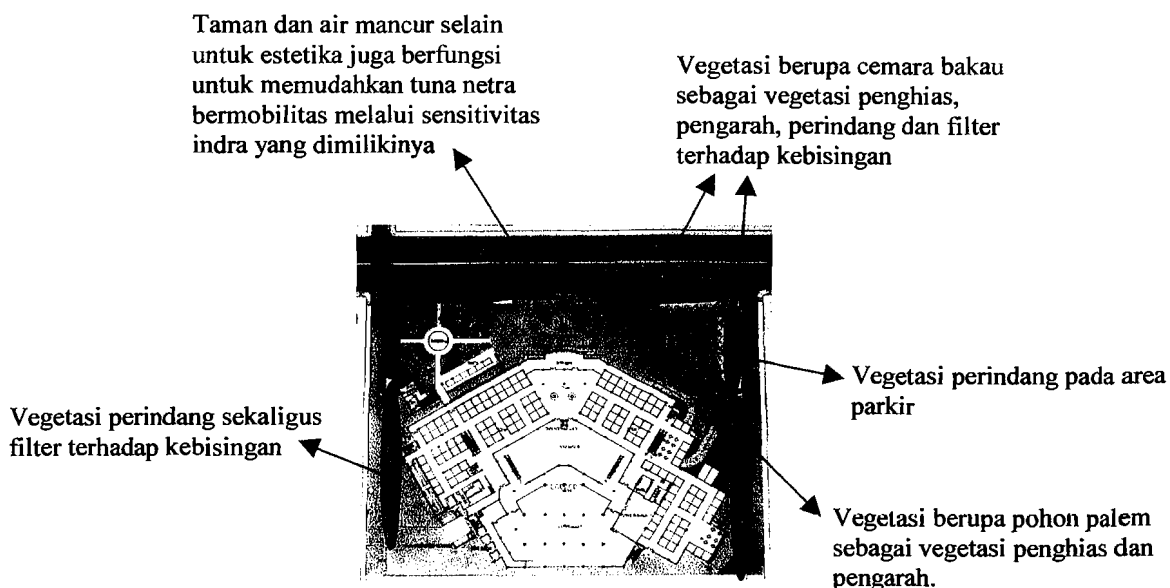 Taman dan air mancur selain
untuk estetika juga berfungsi
untuk memudahkan tuna netra
bermobilitas melalui sensitivitas
indra yang dimilikinya
Vegetasi berupa cemara bakau
sebagai vegetasi penghias,
pengarah, perindang dan filter
terhadap kebisingan
Vegetasi perindang pada area
parkir
Vegetasi perindang sekaligus
filter terhadap kebisingan
Vegetasi berupa pohon palem
sebagai vegetasi penghias dan
pengarah.